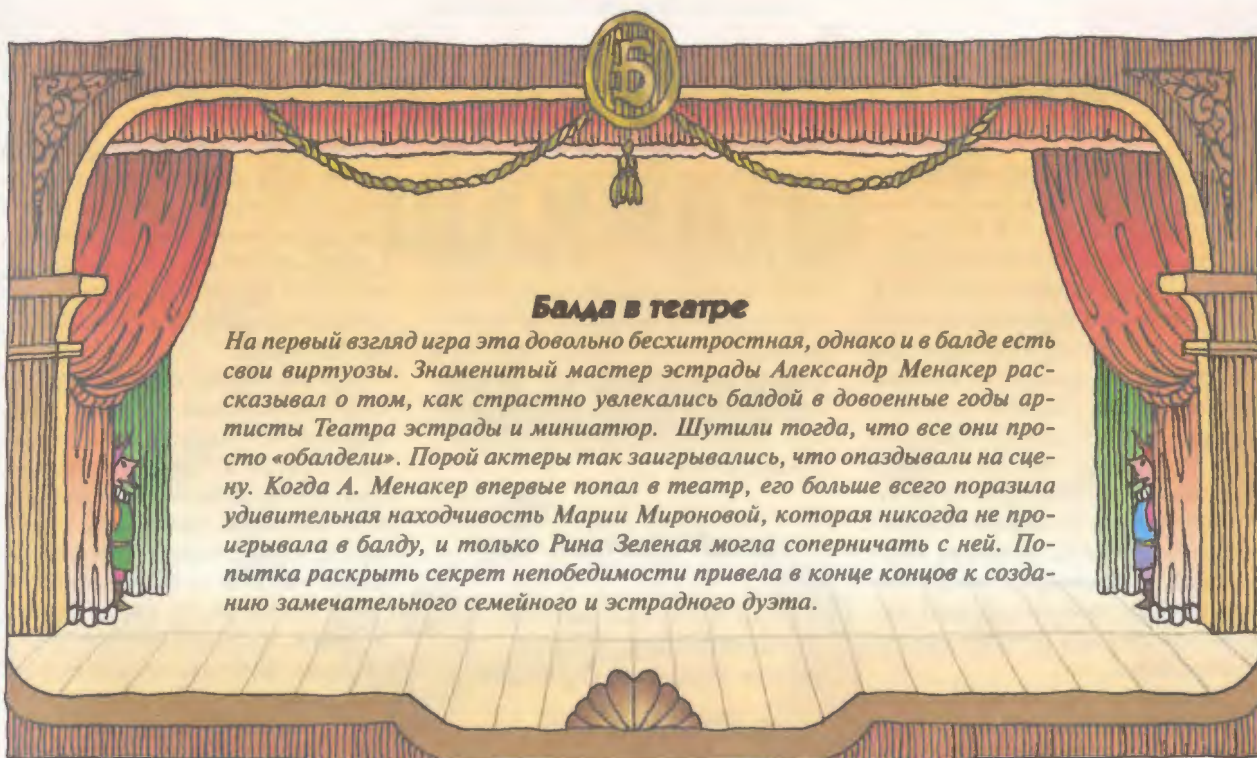 Б
Балда в театре
На первый взгляд игра эта довольно бесхитростная, однако и в балде есть
свои виртуозы. Знаменитый мастер эстрады Александр Менакер рас-
сказывал о том, как страстно увлекались балдой в довоенные годы ар-
тисты Театра эстрады и миниатюр. Шутили тогда, что все они про-
сто «обалдели». Порой актеры так заигрывались, что опаздывали на сце-
ну. Когда А. Менакер впервые попал в театр, его больше всего поразила
удивительная находчивость Марии Мироновой, которая никогда не про-
игрывала в балду, и только Рина Зеленая могла соперничать с ней. По-
пытка раскрыть секрет непобедимости привела в конце концов к созда-
нию замечательного семейного и эстрадного дуэта.